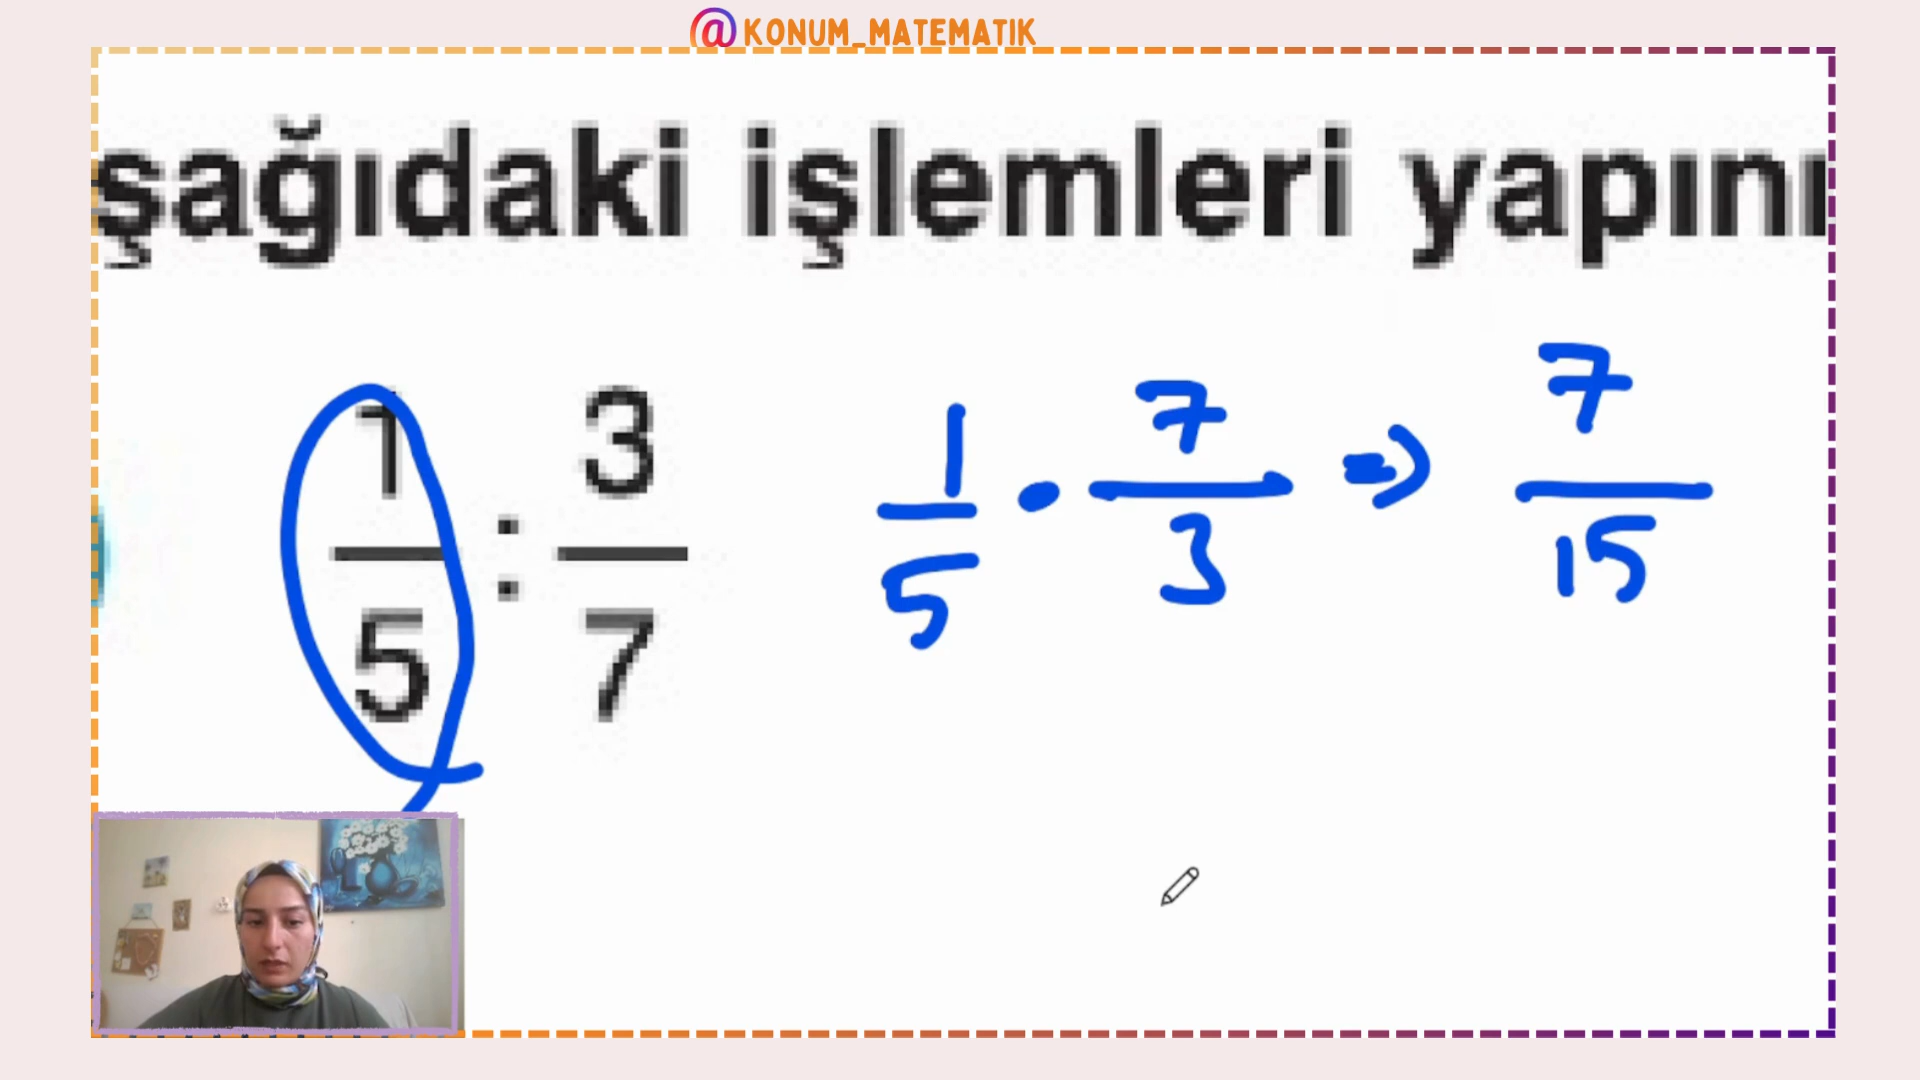 @KONUM_MATEMATIK
şağıdaki işlemleri yapını
1/5 : 3/7
1/5 · 7/3 ⇒ 7/15